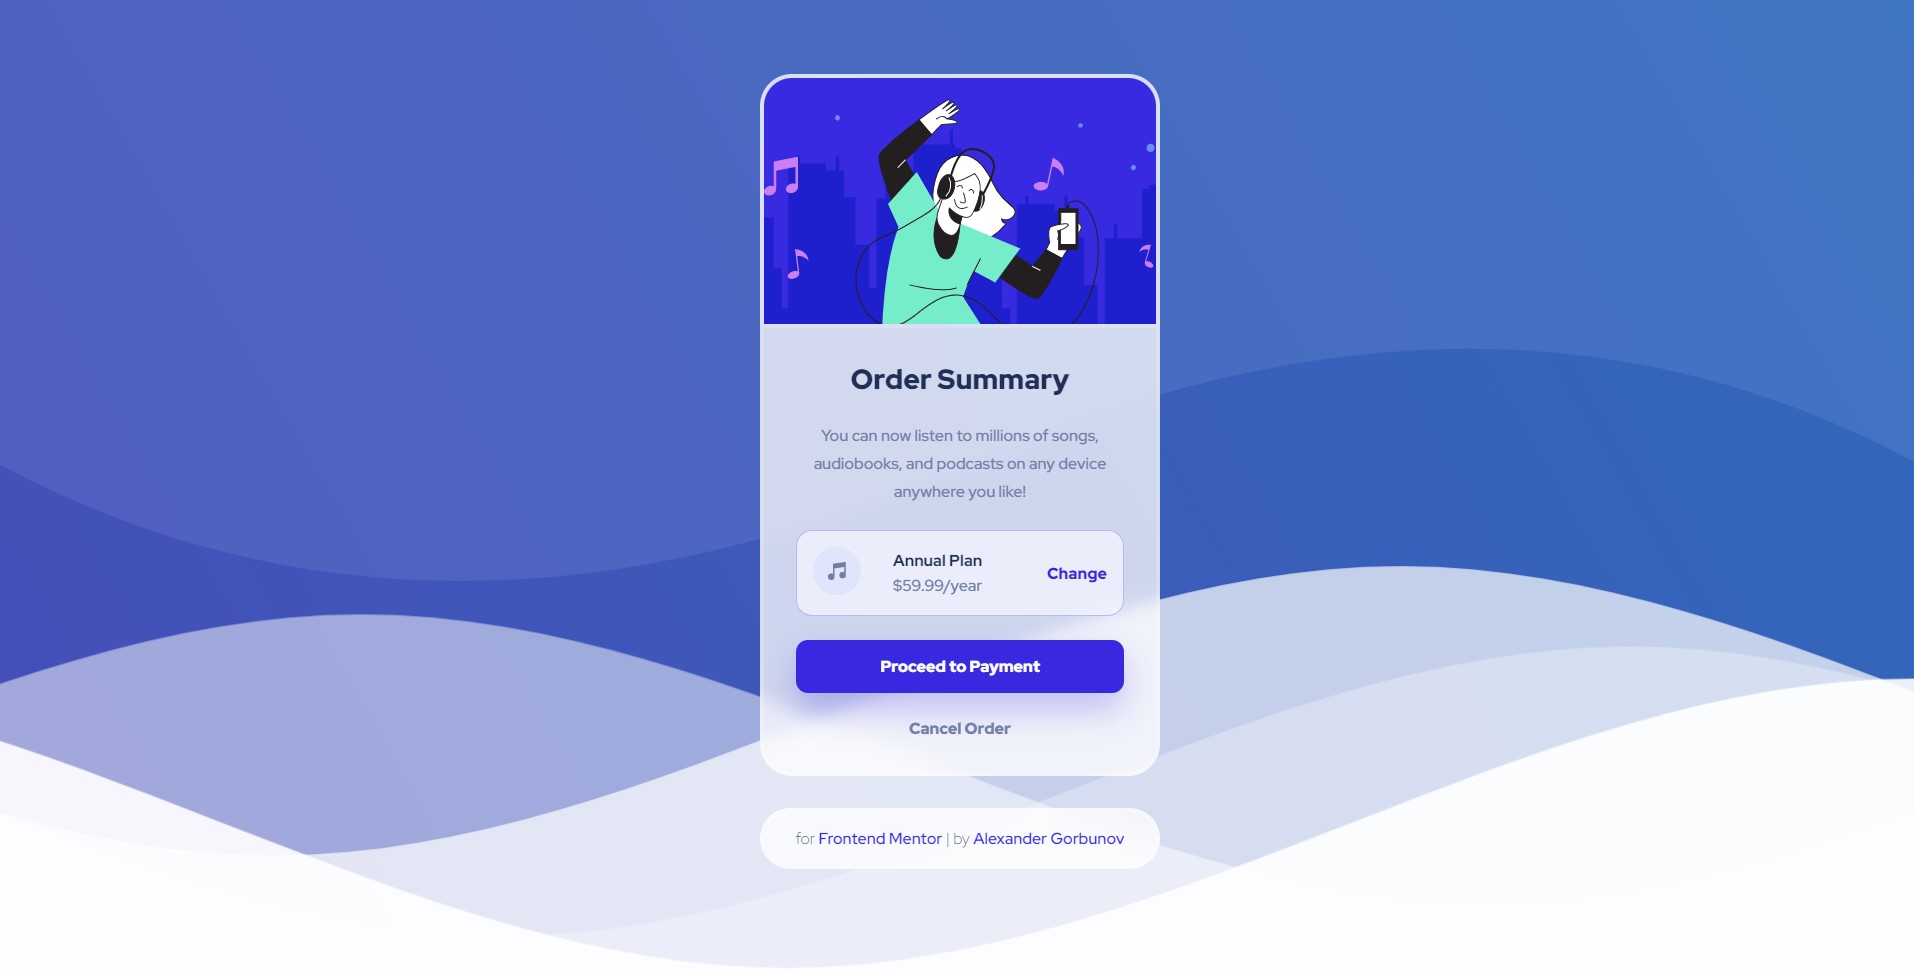 Order Summary
You can now listen to millions of songs,
audiobooks, and podcasts on any device
anywhere you like!
Annual Plan
$59.99/year
Change
Proceed to Payment
Cancel Order
for Frontend Mentor | by Alexander Gorbunov